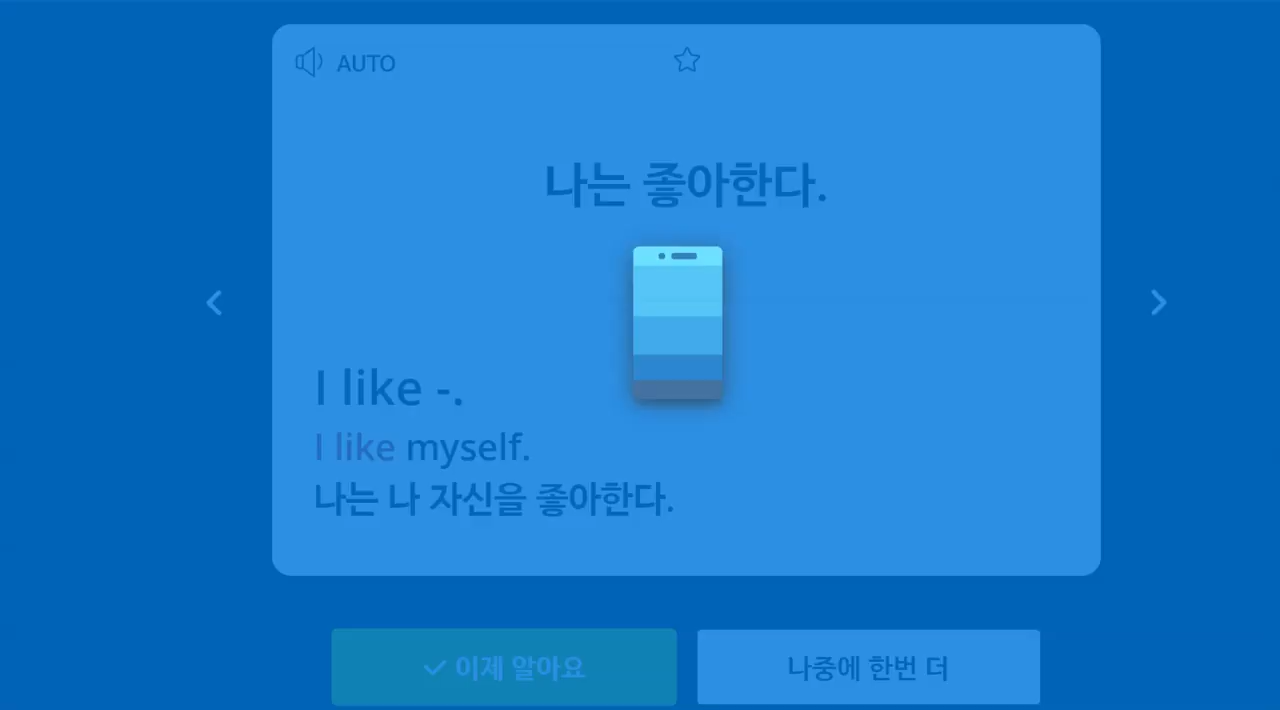 AUTO
나는 좋아한다.
I like -.
I like myself.
나는 나 자신을 좋아한다.
이제 알아요
나중에 한번 더